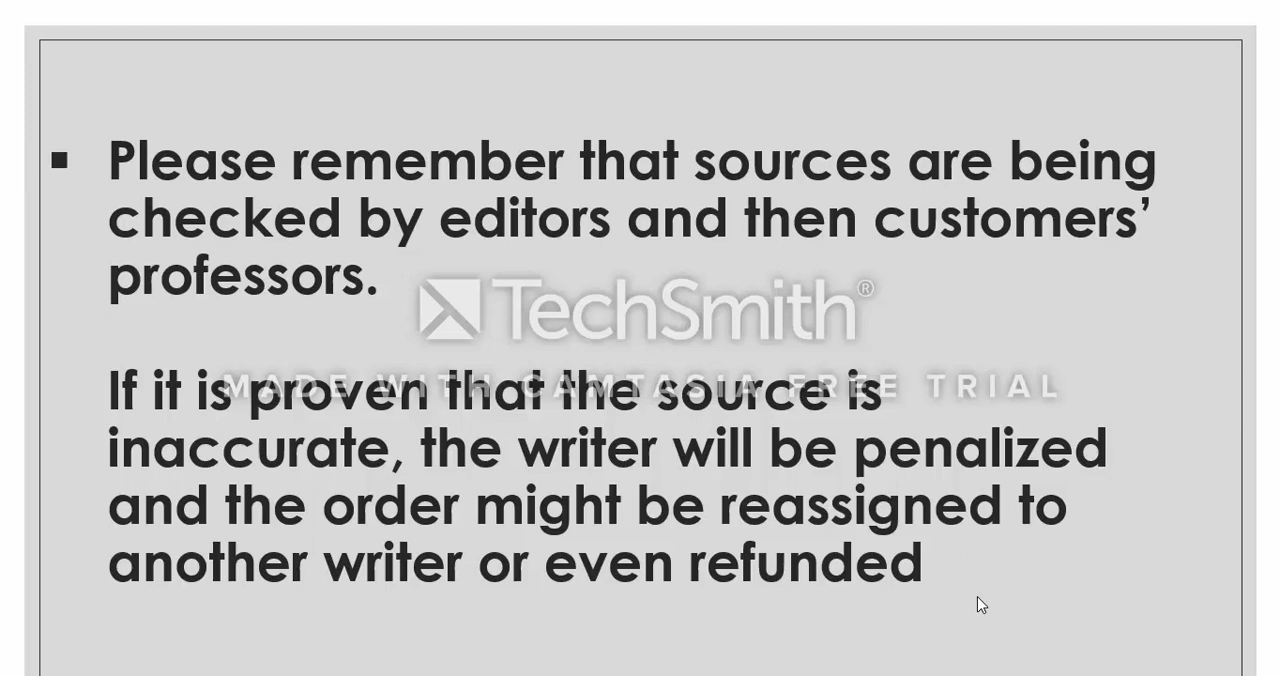 ▪ Please remember that sources are being
checked by editors and then customers’
professors.
TechSmith®
If it is proven that the source is
MADE WITH CAMTASIA FREE TRIAL
inaccurate, the writer will be penalized
and the order might be reassigned to
another writer or even refunded